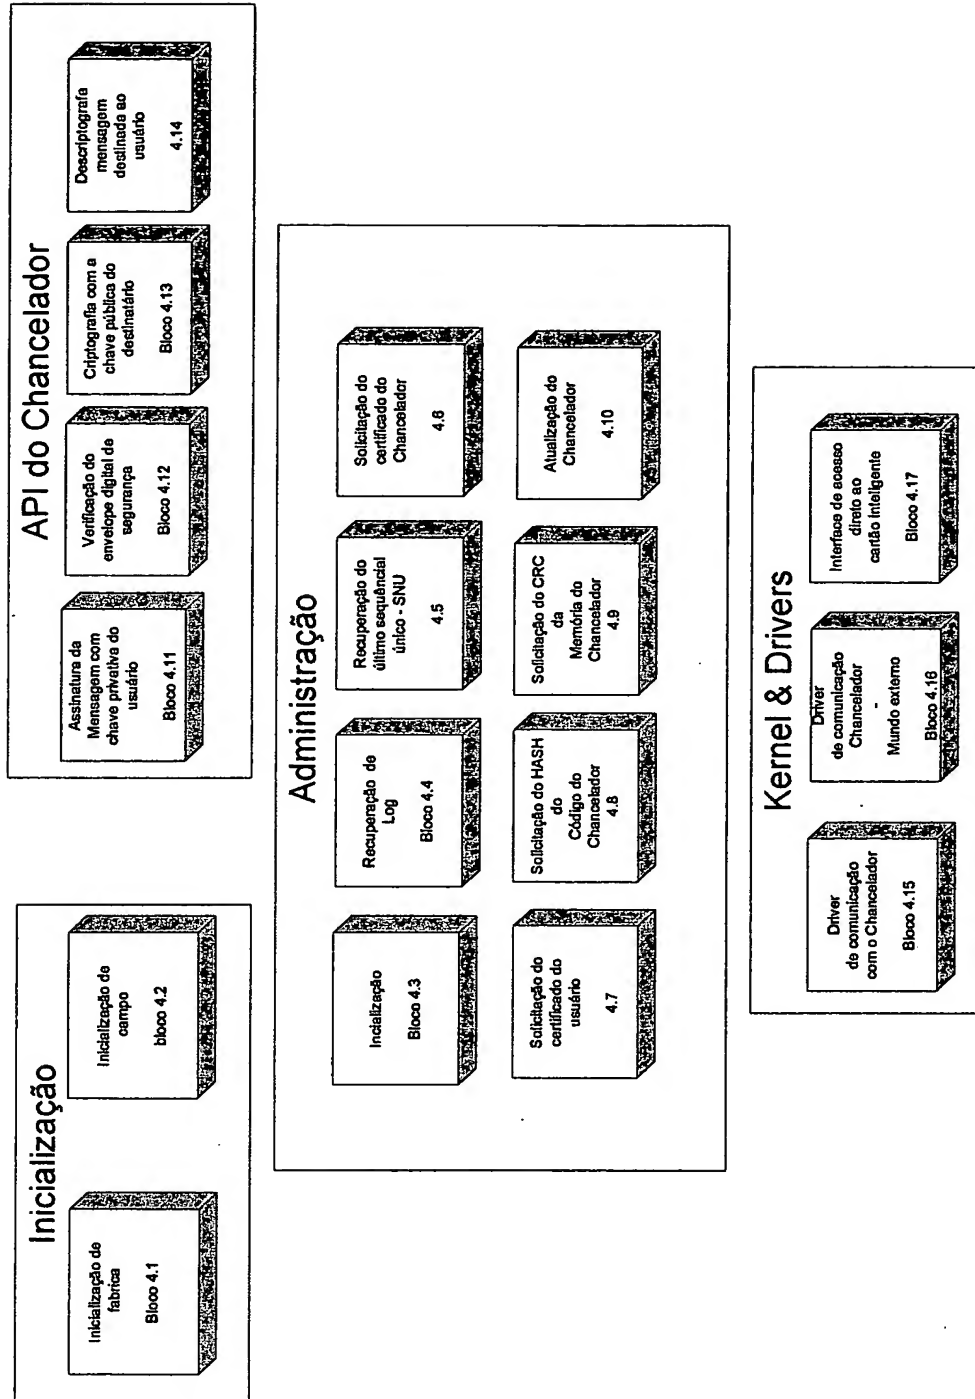 Inicialização
Inicialização de
fabrica
Bloco 4.1
Inicialização de
campo
bloco 4.2
API do Chancelador
Assinatura da
Mensagem com
chave privativa do
usuário
Bloco 4.11
Verificação do
envelope digital de
segurança
Bloco 4.12
Criptografia com a
chave pública do
destinatário
Bloco 4.13
Descriptografa
mensagem
destinada ao
usuário
4.14
Administração
Incialização
Bloco 4.3
Recuperação de
Log
Bloco 4.4
Recuperação do
último sequêncial
único - SNU
4.5
Solicitação do
certificado do
Chancelador
4.6
Solicitação do
certificado do
usuário
4.7
Solicitação do HASH
do
Código do
Chancelador
4.8
Solicitação do CRC
da
Memória do
Chancelador
4.9
Atualização do
Chancelador
4.10
Kernel & Drivers
Driver
de comunicação
com o Chancelador
Bloco 4.15
Driver
de comunicação
Chancelador
-
Mundo externo
Bloco 4.16
Interface de acesso
direto ao
cartão Inteligente
Bloco 4.17